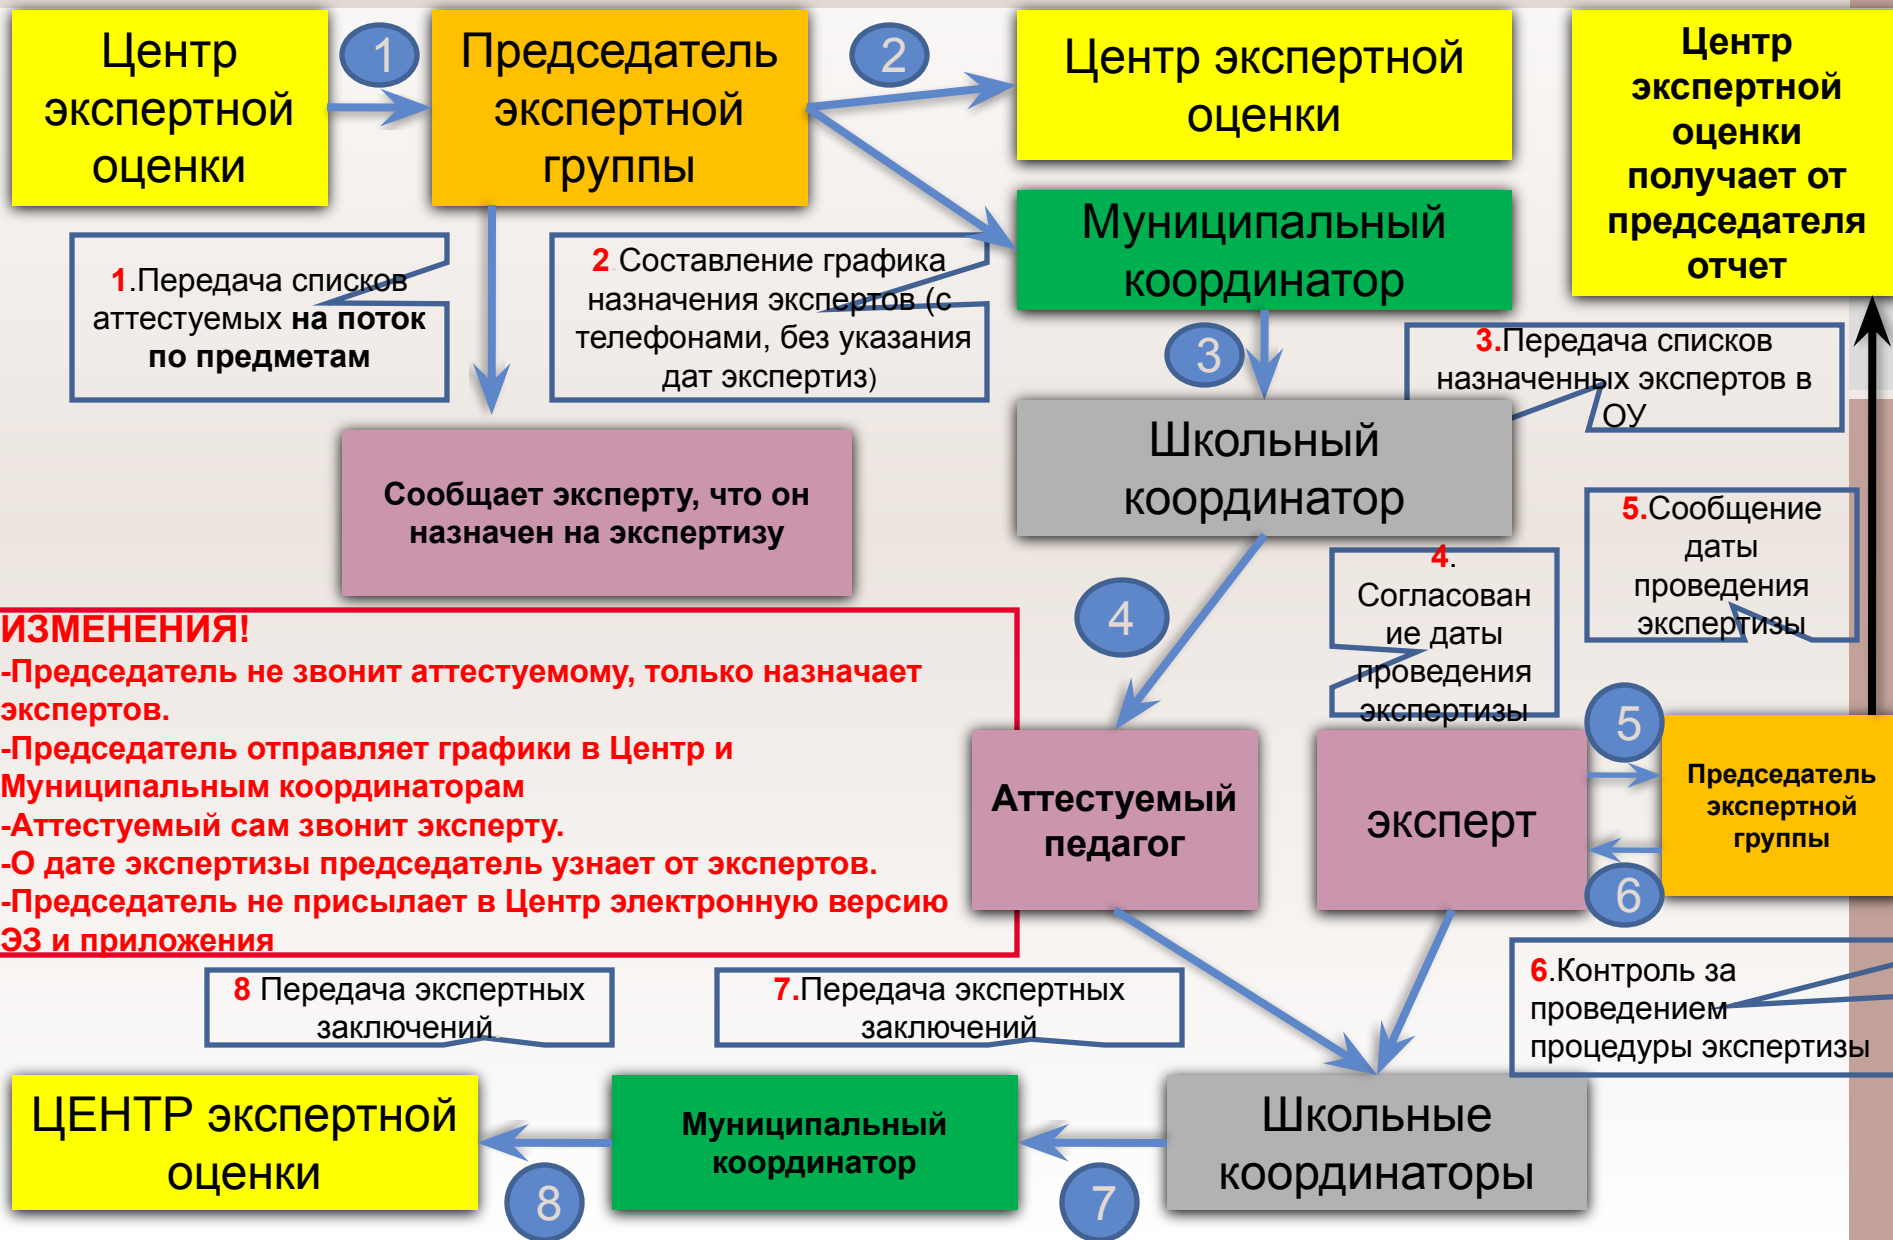 Центр
экспертной
оценки
1
Председатель
экспертной
группы
2
Центр экспертной
оценки
Центр
экспертной
оценки
получает от
председателя
отчет
Муниципальный
координатор
1.Передача списков
аттестуемых на поток
по предметам
2 Составление графика
назначения экспертов (с
телефонами, без указания
дат экспертиз)
3
3.Передача списков
назначенных экспертов в
ОУ
Школьный
координатор
Сообщает эксперту, что он
назначен на экспертизу
5.Сообщение
даты
проведения
экспертизы
4.
Согласован
ие даты
проведения
экспертизы
4
ИЗМЕНЕНИЯ!
-Председатель не звонит аттестуемому, только назначает
экспертов.
-Председатель отправляет графики в Центр и
Муниципальным координаторам
-Аттестуемый сам звонит эксперту.
-О дате экспертизы председатель узнает от экспертов.
-Председатель не присылает в Центр электронную версию
ЭЗ и приложения
Аттестуемый
педагог
эксперт
5
6
Председатель
экспертной
группы
8 Передача экспертных
заключений
7.Передача экспертных
заключений
6.Контроль за
проведением
процедуры экспертизы
ЦЕНТР экспертной
оценки
8
Муниципальный
координатор
7
Школьные
координаторы